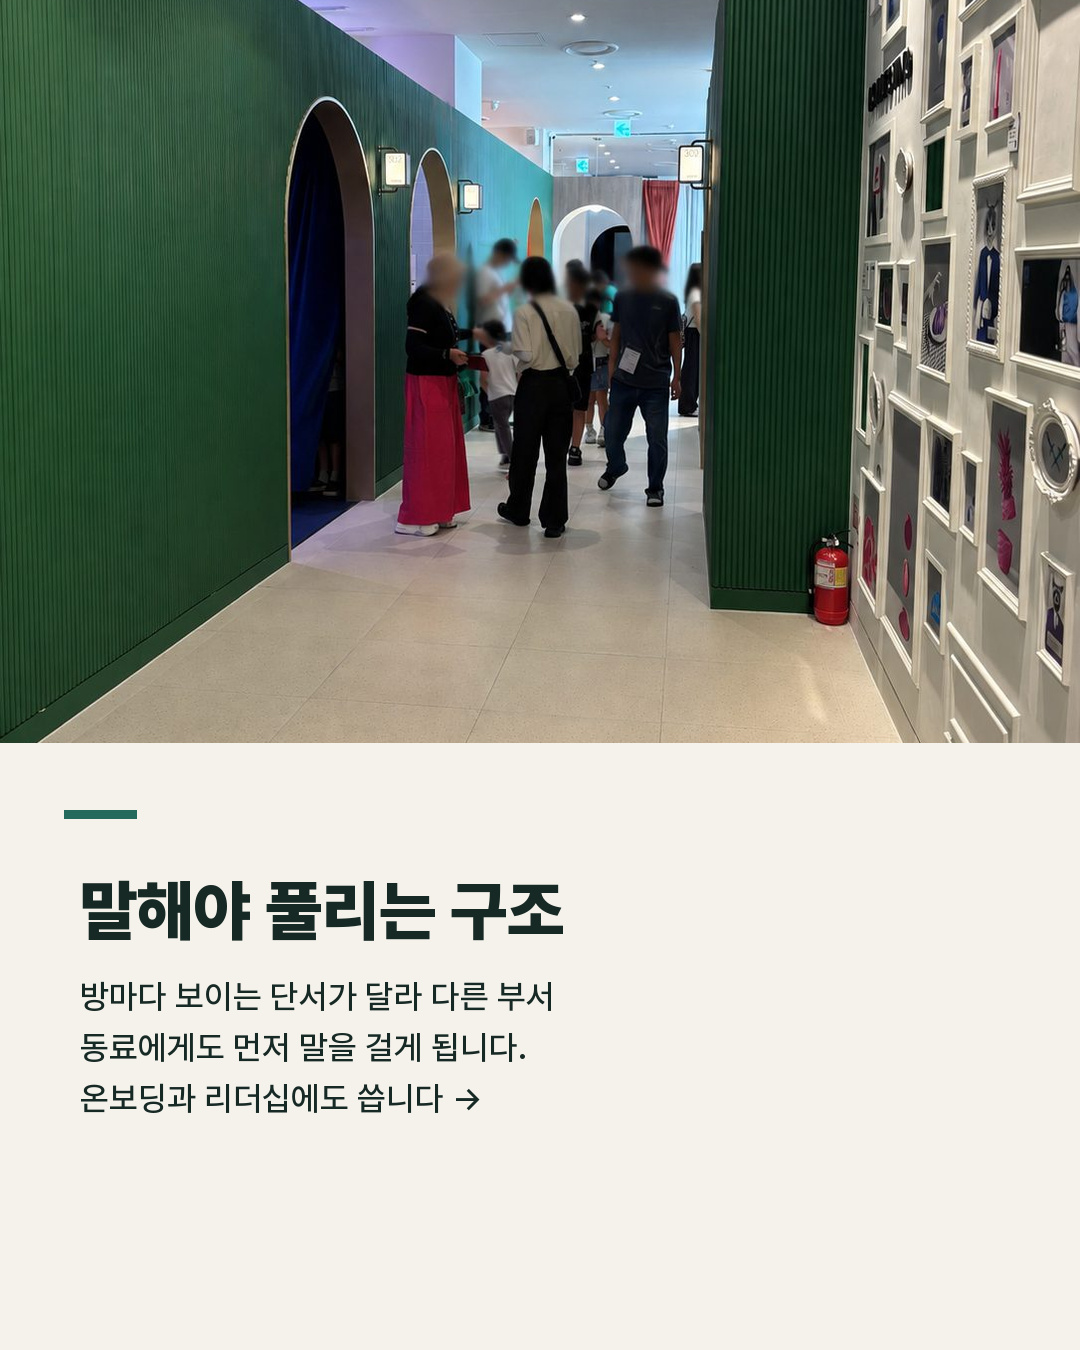 말해야 풀리는 구조
방마다 보이는 단서가 달라 다른 부서
동료에게도 먼저 말을 걸게 됩니다.
온보딩과 리더십에도 씁니다 →